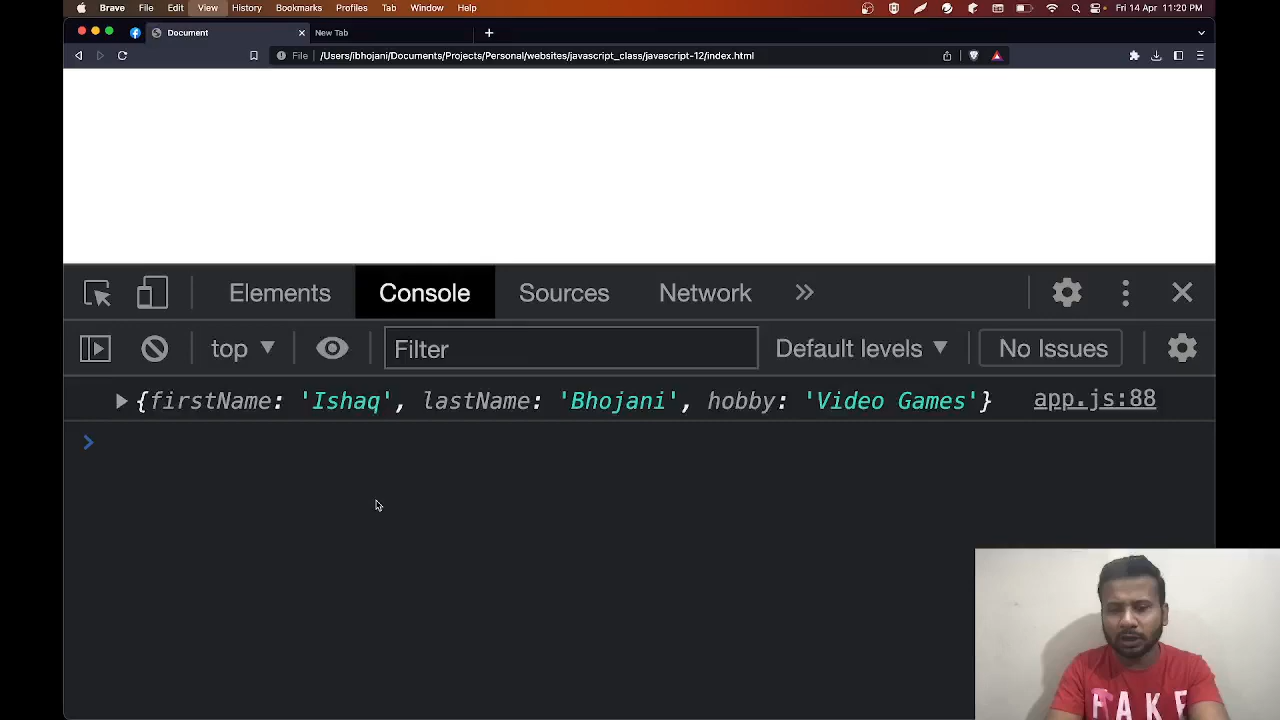 Brave File Edit View History Bookmarks Profiles Tab Window Help Fri 14 Apr 11:20 PM
Document New Tab
File /Users/ibhojani/Documents/Projects/Personal/websites/javascript_class/javascript-12/index.html
Elements Console Sources Network
top Filter Default levels No Issues
{firstName: 'Ishaq', lastName: 'Bhojani', hobby: 'Video Games'} app.js:88